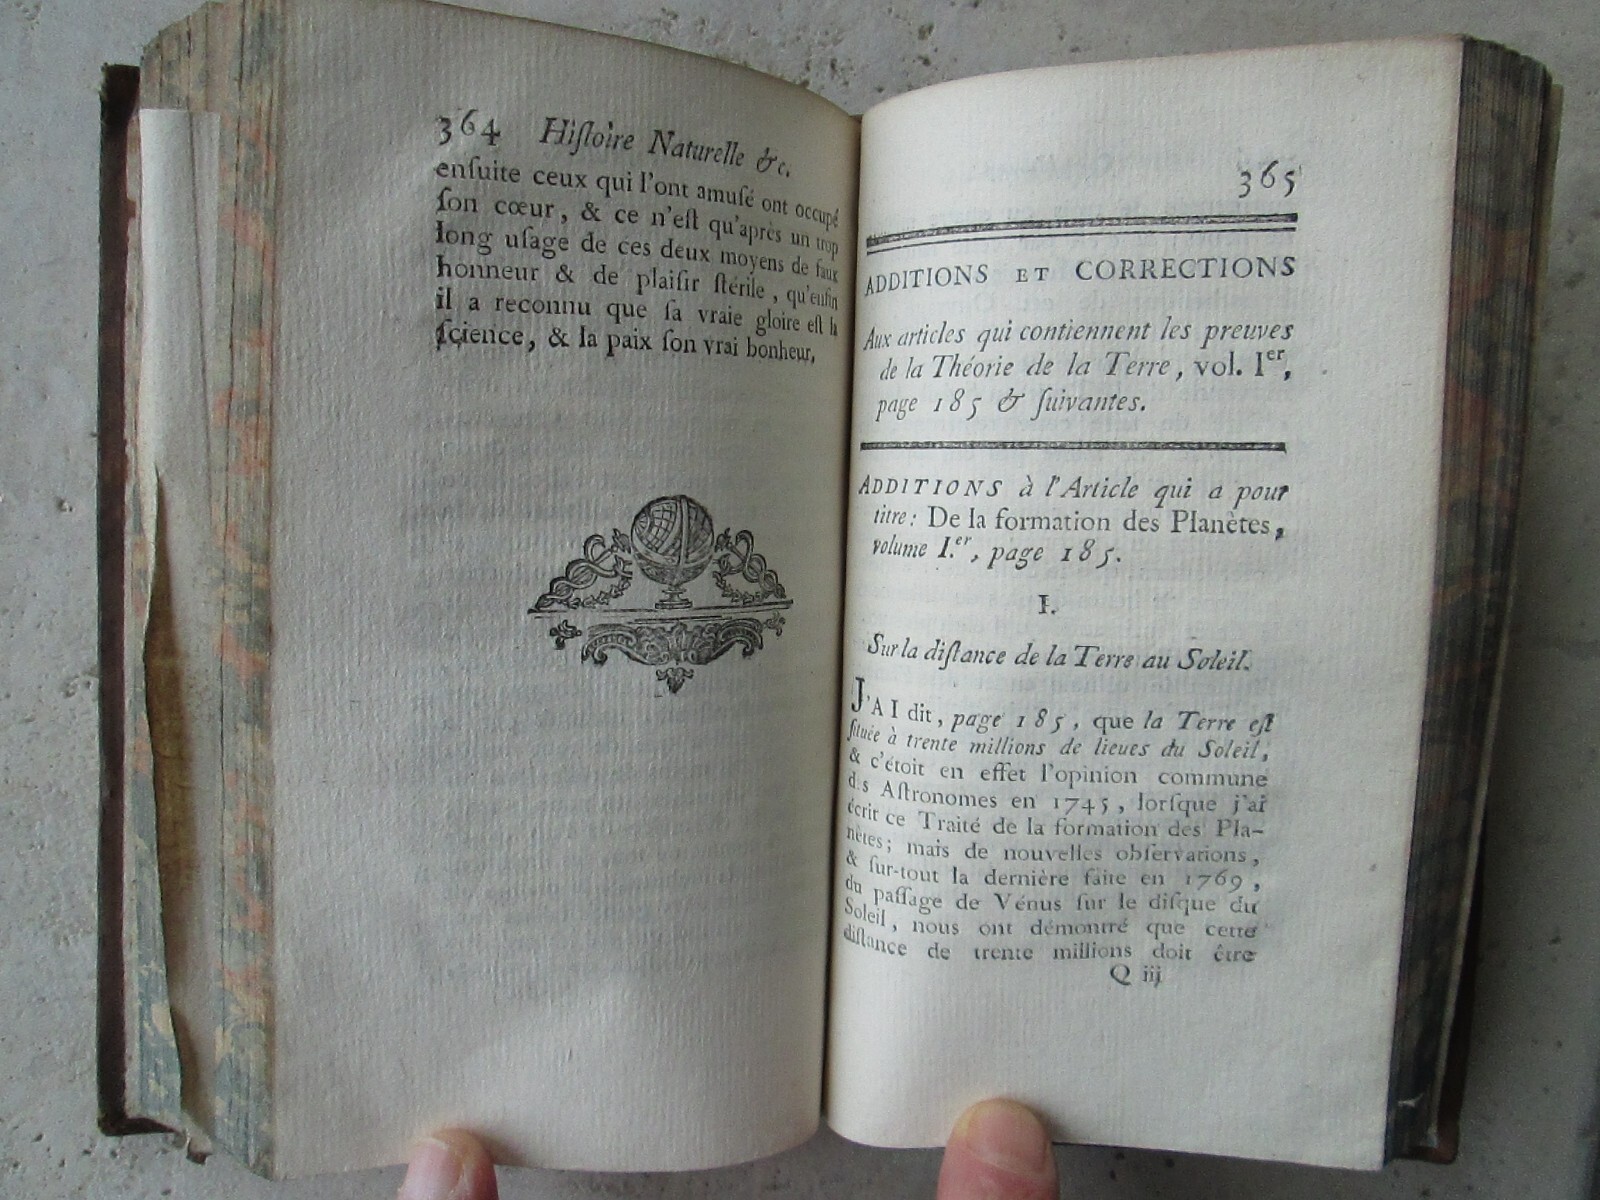 364 Hiſtoire Naturelle &c.
enſuite ceux qui l'ont amuſé ont occupé
ſon cœur, & ce n'eſt qu'après un trop
long uſage de ces deux moyens de faux
honneur & de plaiſir ſtérile, qu'enfin
il a reconnu que ſa vraie gloire eſt la
ſcience, & la paix ſon vrai bonheur.
365
ADDITIONS ET CORRECTIONS
Aux articles qui contiennent les preuves
de la Théorie de la Terre, vol. I^er,
page 185 & ſuivantes.
ADDITIONS à l'Article qui a pour
titre: De la formation des Planètes,
volume I.^er, page 185.
I.
Sur la diſtance de la Terre au Soleil.
J'AI dit, page 185, que la Terre eſt
ſituée à trente millions de lieues du Soleil,
& c'étoit en effet l'opinion commune
des Aſtronomes en 1745, lorſque j'ai
écrit ce Traité de la formation des Pla-
nètes; mais de nouvelles obſervations,
& ſur-tout la dernière faite en 1769,
du paſſage de Vénus ſur le diſque du
Soleil, nous ont démontré que cette
diſtance de trente millions doit être
Q iij